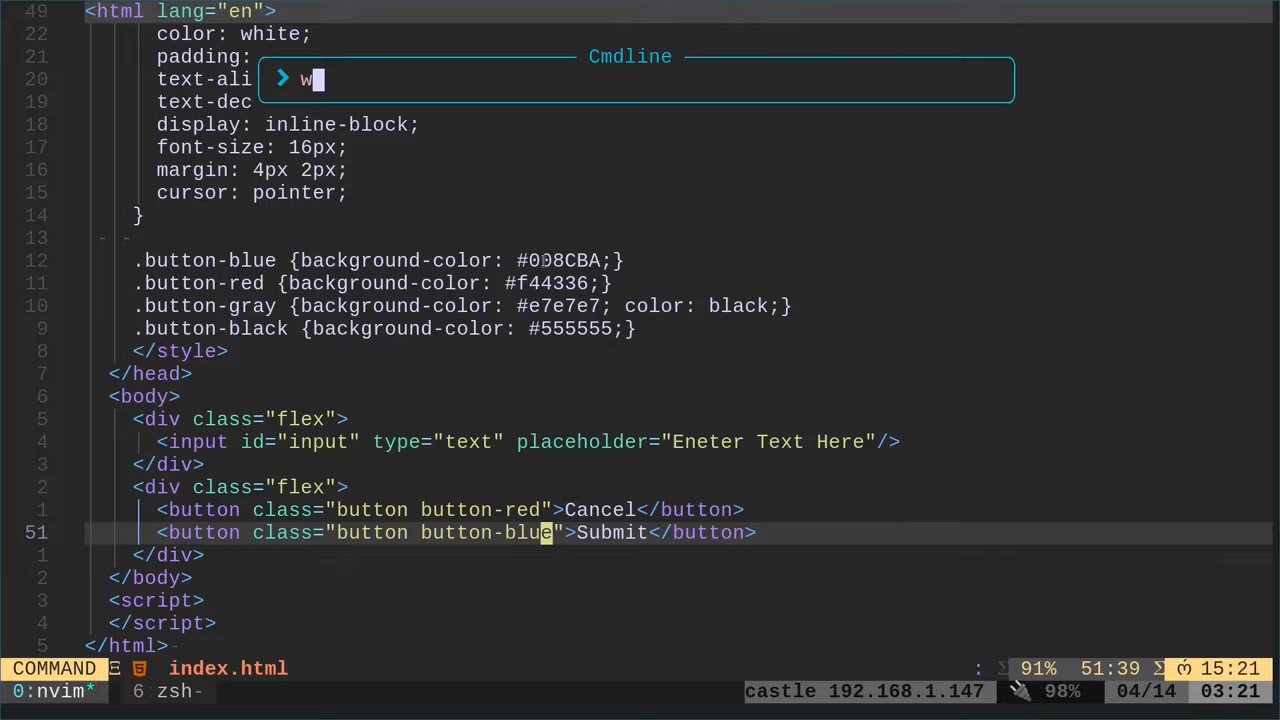 49 <html lang="en">
22 color: white;
21 padding:
Cmdline
20 text-ali
❯ w
19 text-dec
18 display: inline-block;
17 font-size: 16px;
16 margin: 4px 2px;
15 cursor: pointer;
14 }
13 - -
12 .button-blue {background-color: #008CBA;}
11 .button-red {background-color: #f44336;}
10 .button-gray {background-color: #e7e7e7; color: black;}
9 .button-black {background-color: #555555;}
8 </style>
7 </head>
6 <body>
5 <div class="flex">
4 <input id="input" type="text" placeholder="Eneter Text Here"/>
3 </div>
2 <div class="flex">
1 <button class="button button-red">Cancel</button>
51 <button class="button button-blue">Submit</button>
1 </div>
2 </body>
3 <script>
4 </script>
5 </html>-
COMMAND Ξ index.html : 91% 51:39 Σ 15:21
0:nvim* 6:zsh- castle 192.168.1.147 98% 04/14 03:21